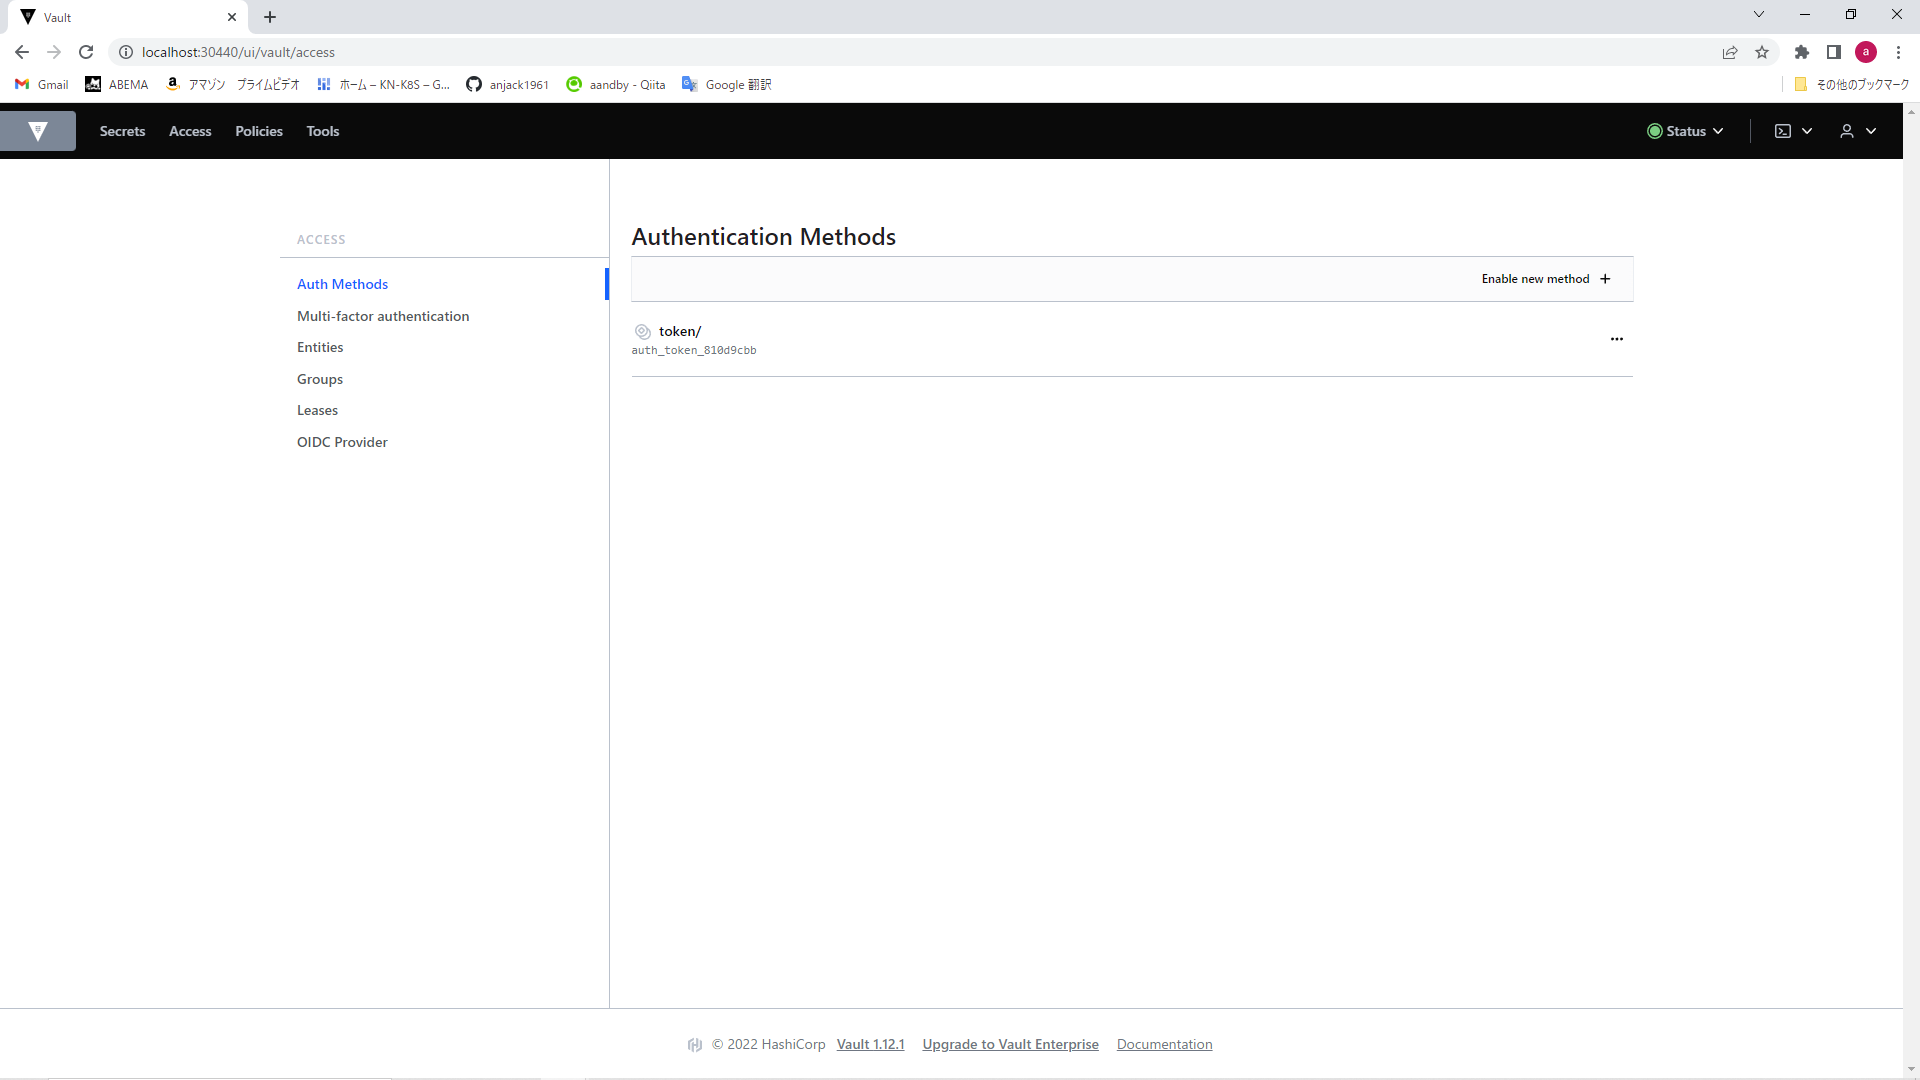 Vault
localhost:30440/ui/vault/access
Gmail
ABEMA
アマゾン プライムビデオ
ホーム – KN-K8S – G...
anjack1961
aandby - Qiita
Google 翻訳
その他のブックマーク
a
Secrets
Access
Policies
Tools
Status
ACCESS
Auth Methods
Multi-factor authentication
Entities
Groups
Leases
OIDC Provider
Authentication Methods
Enable new method
token/
auth_token_810d9cbb
© 2022 HashiCorp Vault 1.12.1 Upgrade to Vault Enterprise Documentation